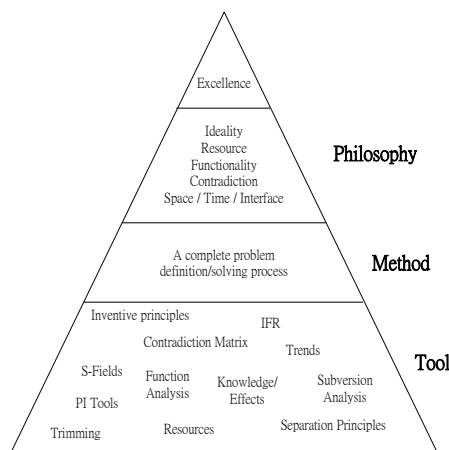 Excellence
Ideality
Resource
Functionality
Contradiction
Space / Time / Interface
Philosophy
A complete problem
definition/solving process
Method
Inventive principles
IFR
Contradiction Matrix
Trends
Tool
S-Fields
Function
Analysis
Knowledge/
Effects
Subversion
Analysis
PI Tools
Trimming
Resources
Separation Principles